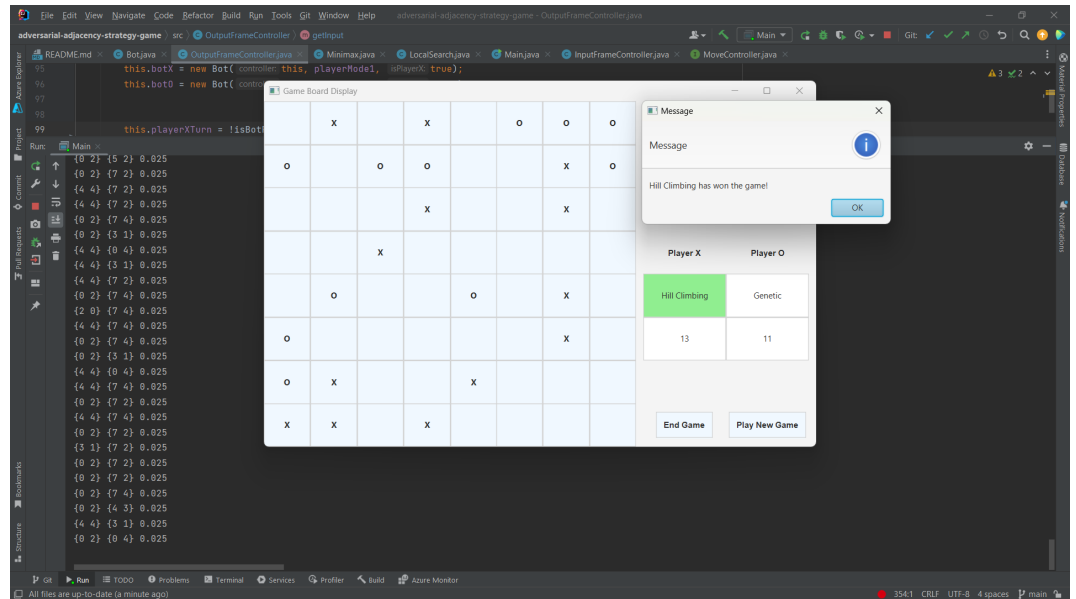 File Edit View Navigate Code Refactor Build Run Tools Git Window Help adversarial-adjacency-strategy-game - OutputFrameController.java
adversarial-adjacency-strategy-game src OutputFrameController getInput Main Git:
README.md Bot.java OutputFrameController.java Minimax.java LocalSearch.java Main.java InputFrameController.java MoveController.java
95 this.botX = new Bot( controller: this, playerModel, isPlayerX: true);
96 this.botO = new Bot(
97
98
99 this.playerXTurn = !isBot
2 2
Run: Main
{0 2} {5 2} 0.025
{0 2} {7 2} 0.025
{4 4} {7 2} 0.025
{4 4} {7 2} 0.025
{0 2} {7 4} 0.025
{0 2} {3 1} 0.025
{4 4} {0 4} 0.025
{4 4} {3 1} 0.025
{4 4} {7 2} 0.025
{0 2} {7 4} 0.025
{2 0} {7 4} 0.025
{4 4} {7 4} 0.025
{0 2} {7 4} 0.025
{0 2} {3 1} 0.025
{4 4} {0 4} 0.025
{4 4} {7 4} 0.025
{0 2} {7 2} 0.025
{4 4} {7 4} 0.025
{0 2} {7 2} 0.025
{3 1} {7 2} 0.025
{0 2} {7 2} 0.025
{0 2} {7 2} 0.025
{0 2} {7 4} 0.025
{0 2} {4 3} 0.025
{4 4} {3 1} 0.025
{0 2} {0 4} 0.025
Game Board Display
X X O O O
O O O X O
X X
X
O O X
O X
O X X
X X X
Message
Message
Hill Climbing has won the game!
OK
Player X Player O
Hill Climbing Genetic
13 11
End Game Play New Game
Azure Explorer
Project
Commit
Pull Requests
Bookmarks
Structure
Material Properties
Database
Notifications
Git Run TODO Problems Terminal Services Profiler Build Azure Monitor
All files are up-to-date (a minute ago) 354:1 CRLF UTF-8 4 spaces main